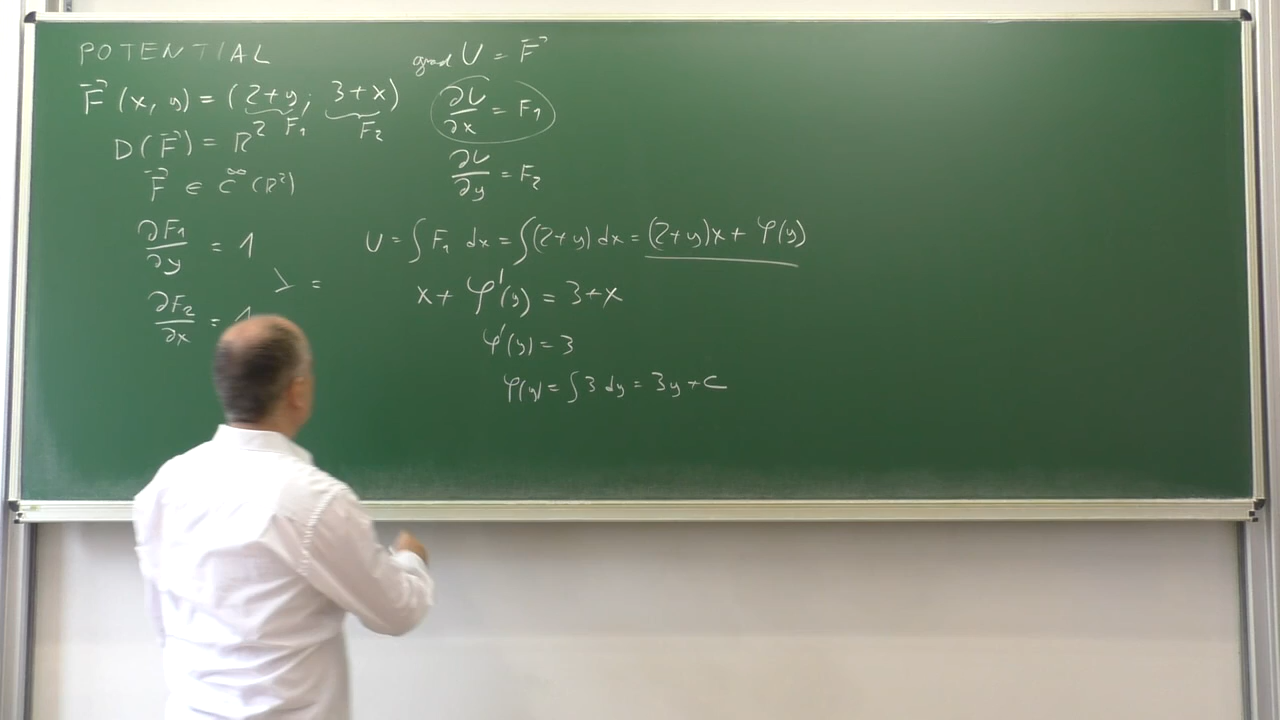 POTENTIAL
F⃗ (x, y) = (2+y; 3+x)
F₁ F₂
D(F⃗) = R²
F⃗ ∈ C^∞ (R²)
∂F₁/∂y = 1
∂F₂/∂x = 1
=
grad U = F⃗
∂U/∂x = F₁
∂U/∂y = F₂
U = ∫ F₁ dx = ∫(2+y) dx = (2+y)x + φ(y)
x + φ'(y) = 3+x
φ'(y) = 3
φ(y) = ∫ 3 dy = 3y + C